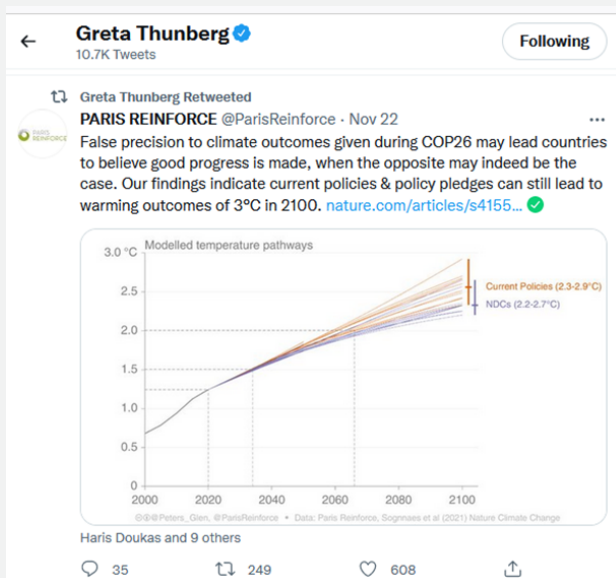 Greta Thunberg
10.7K Tweets
Following
Greta Thunberg Retweeted
PARIS REINFORCE
PARIS REINFORCE @ParisReinforce · Nov 22
False precision to climate outcomes given during COP26 may lead countries
to believe good progress is made, when the opposite may indeed be the
case. Our findings indicate current policies & policy pledges can still lead to
warming outcomes of 3ºC in 2100. nature.com/articles/s4155...
Modelled temperature pathways
3.0 °C
2.5
2.0
1.5
1.0
0.5
0
2000
2020
2040
2060
2080
2100
Current Policies (2.3-2.9°C)
NDCs (2.2-2.7°C)
@Peters_Glen, @ParisReinforce • Data: Paris Reinforce, Sognnaes et al (2021) Nature Climate Change
Haris Doukas and 9 others
35
249
608